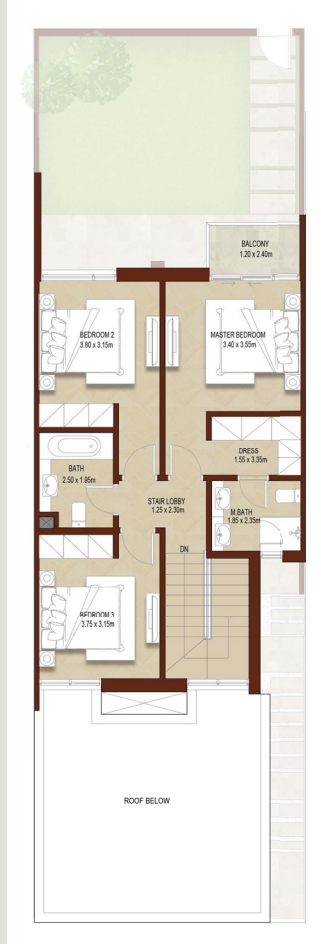 BALCONY
1.20 x 2.40m
BEDROOM 2
3.80 x 3.15m
MASTER BEDROOM
3.40 x 3.55m
DRESS
1.55 x 3.35m
BATH
2.50 x 1.95m
STAIR LOBBY
1.25 x 2.30m
M.BATH
1.85 x 2.35m
DN
BEDROOM 3
3.75 x 3.15m
ROOF BELOW